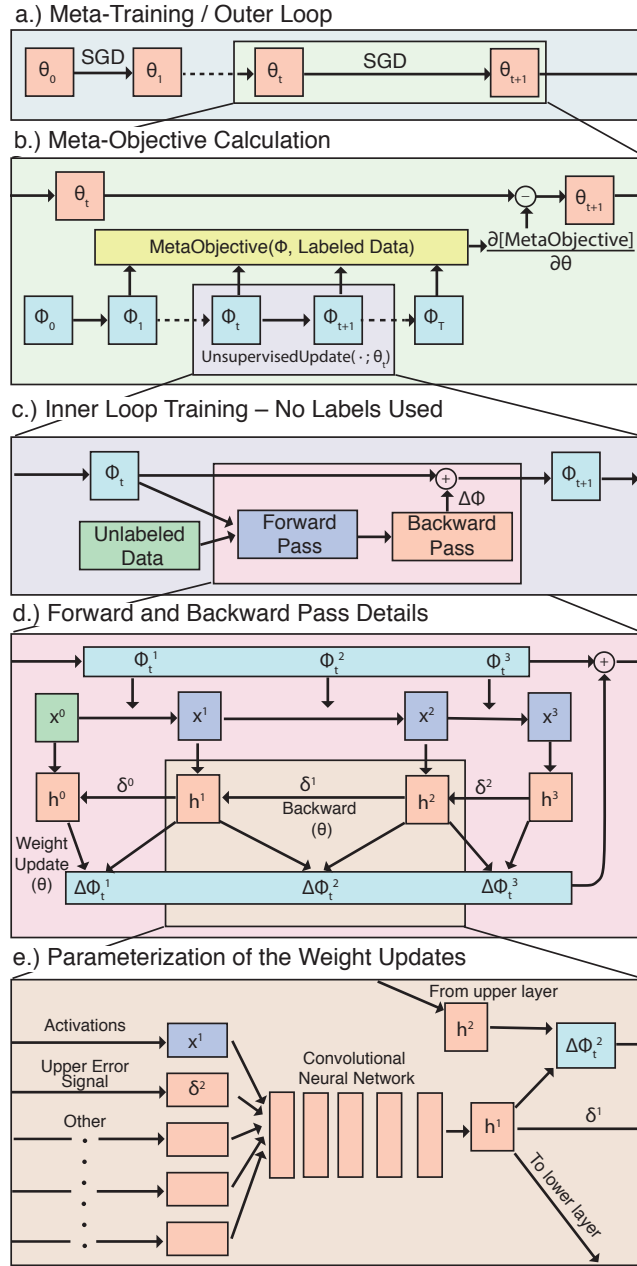 a.) Meta-Training / Outer Loop
θ0 SGD θ1 θt SGD θt+1
b.) Meta-Objective Calculation
θt − θt+1
MetaObjective(Φ, Labeled Data) ∂[MetaObjective]
∂θ
Φ0 Φ1 Φt Φt+1 ΦT
UnsupervisedUpdate( · ; θt)
c.) Inner Loop Training – No Labels Used
Φt + Φt+1
ΔΦ
Unlabeled Data
Forward Pass
Backward Pass
d.) Forward and Backward Pass Details
Φt1 Φt2 Φt3 +
x0 x1 x2 x3
h0 δ0 h1 δ1 h2 δ2 h3
Backward
(θ)
Weight
Update
(θ)
ΔΦt1 ΔΦt2 ΔΦt3
e.) Parameterization of the Weight Updates
From upper layer
Activations x1 h2 ΔΦt2
Upper Error
Signal δ2
Convolutional
Neural Network
Other h1 δ1
To lower layer